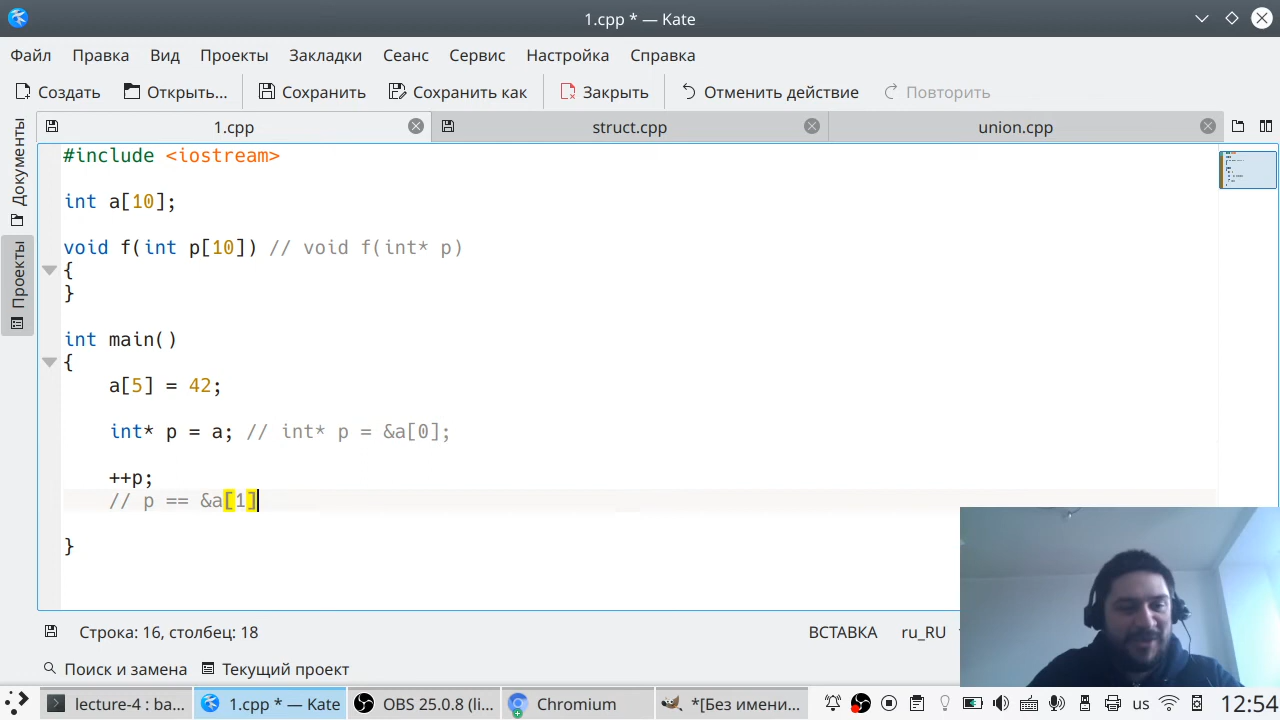 1.cpp * — Kate
Файл Правка Вид Проекты Закладки Сеанс Сервис Настройка Справка
Создать Открыть... Сохранить Сохранить как Закрыть Отменить действие Повторить
1.cpp struct.cpp union.cpp
Документы
Проекты
#include <iostream>
int a[10];
void f(int p[10]) // void f(int* p)
{
}
int main()
{
a[5] = 42;
int* p = a; // int* p = &a[0];
++p;
// p == &a[1]
}
Строка: 16, столбец: 18 ВСТАВКА ru_RU
Поиск и замена Текущий проект
lecture-4 : ba... 1.cpp * — Kate OBS 25.0.8 (li... Chromium *[Без имени... us 12:54